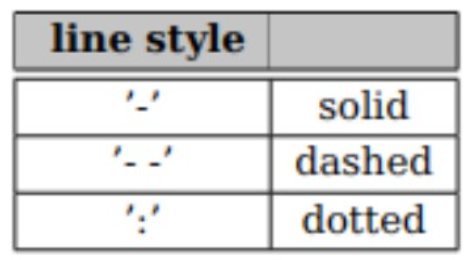 line style
'-' solid
'- -' dashed
':' dotted